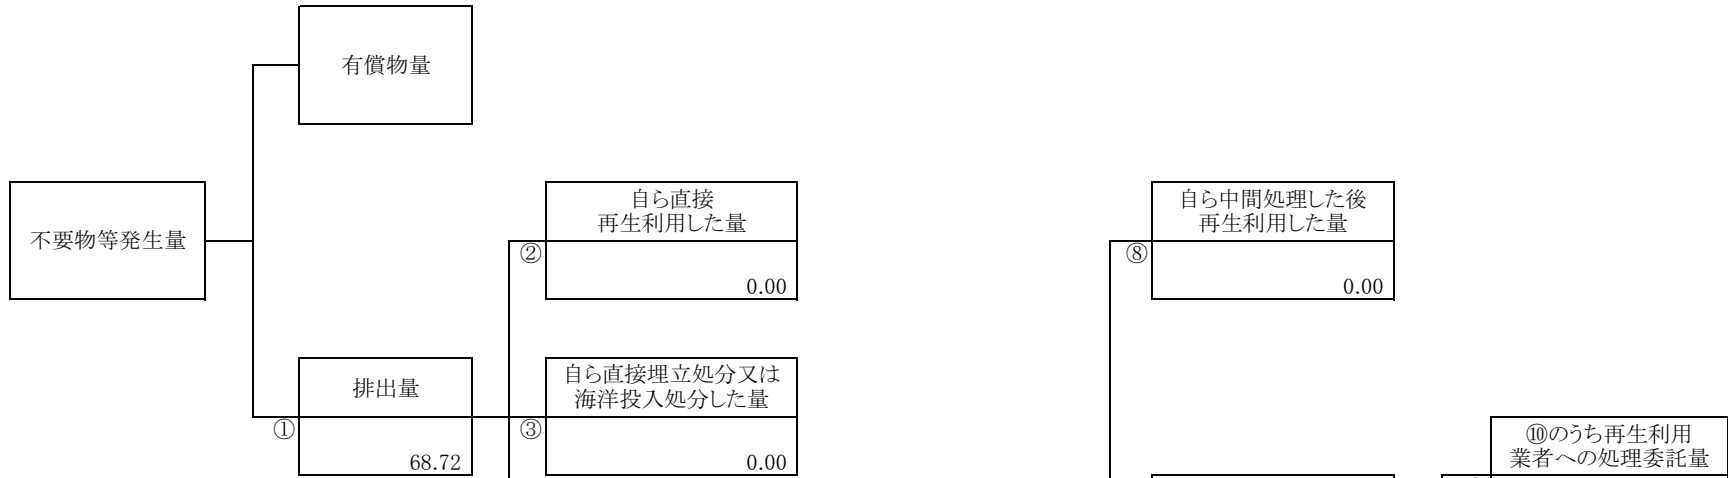 有償物量
不要物等発生量
自ら直接
再生利用した量
②
0.00
自ら中間処理した後
再生利用した量
⑧
0.00
排出量
①
68.72
自ら直接埋立処分又は
海洋投入処分した量
③
0.00
⑩のうち再生利用
業者への処理委託量